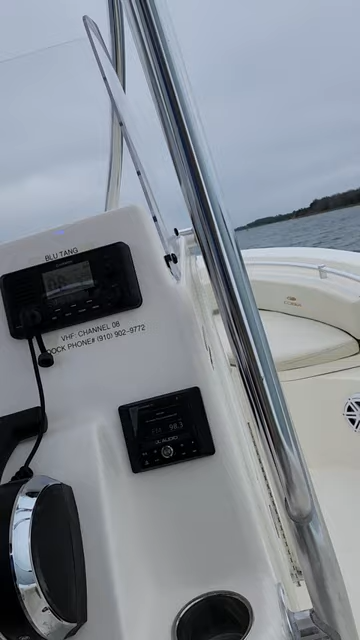 BLU TANG
VHF: CHANNEL 08
DOCK PHONE# (910) 902-9772
98.3
JL AUDIO